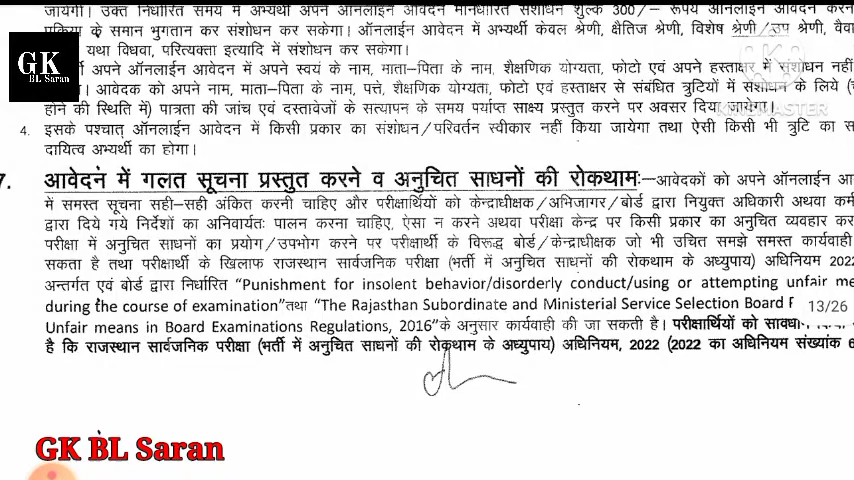 जायेगी। उक्त निर्धारित समय में अभ्यर्थी अपने ऑनलाईन आवेदन में निर्धारित संशोधन शुल्क 300/– रूपये ऑनलाईन आवेदन करन
प्रक्रिया के समान भुगतान कर संशोधन कर सकेगा। ऑनलाईन आवेदन में अभ्यर्थी केवल श्रेणी, क्षैतिज श्रेणी, विशेष श्रेणी/उप श्रेणी, वैवा
यथा विधवा, परित्यक्ता इत्यादि में संशोधन कर सकेगा।
GK
BL Saran
अपने ऑनलाईन आवेदन में अपने स्वयं के नाम, माता–पिता के नाम, शैक्षणिक योग्यता, फोटो एवं अपने हस्ताक्षर में संशोधन नहीं
आवेदक को अपने नाम, माता–पिता के नाम, पत्ते, शैक्षणिक योग्यता, फोटो एवं हस्ताक्षर से संबंधित त्रुटियों में संशोधन के लिये
होने की स्थिति में) पात्रता की जांच एवं दस्तावेजों के सत्यापन के समय पर्याप्त साक्ष्य प्रस्तुत करने पर अवसर दिया जायेगा।
KINEMASTER
4. इसके पश्चात् ऑनलाईन आवेदन में किसी प्रकार का संशोधन/परिवर्तन स्वीकार नहीं किया जायेगा तथा ऐसी किसी भी त्रुटि का स
दायित्व अभ्यर्थी का होगा।
7. आवेदन में गलत सूचना प्रस्तुत करने व अनुचित साधनों की रोकथामः–आवेदकों को अपने ऑनलाईन आ
में समस्त सूचना सही–सही अंकित करनी चाहिए और परीक्षार्थियों को केन्द्राधीक्षक/अभिजागर/बोर्ड द्वारा नियुक्त अधिकारी अथवा कर्म
द्वारा दिये गये निर्देशों का अनिवार्यतः पालन करना चाहिए, ऐसा न करने अथवा परीक्षा केन्द्र पर किसी प्रकार का अनुचित व्यवहार कर
परीक्षा में अनुचित साधनों का प्रयोग/उपभोग करने पर परीक्षार्थी के विरूद्ध बोर्ड/केन्द्राधीक्षक जो भी उचित समझे समस्त कार्यवाही
सकता है तथा परीक्षार्थी के खिलाफ राजस्थान सार्वजनिक परीक्षा (भर्ती में अनुचित साधनों की रोकथाम के अध्युपाय) अधिनियम 2022
अन्तर्गत एवं बोर्ड द्वारा निर्धारित “Punishment for insolent behavior/disorderly conduct/using or attempting unfair me
during the course of examination”तथा “The Rajasthan Subordinate and Ministerial Service Selection Board
13/26
Unfair means in Board Examinations Regulations, 2016”के अनुसार कार्यवाही की जा सकती है। परीक्षार्थियों को सावधान
है कि राजस्थान सार्वजनिक परीक्षा (भर्ती में अनुचित साधनों की रोकथाम के अध्युपाय) अधिनियम, 2022 (2022 का अधिनियम संख्यांक 6
GK BL Saran